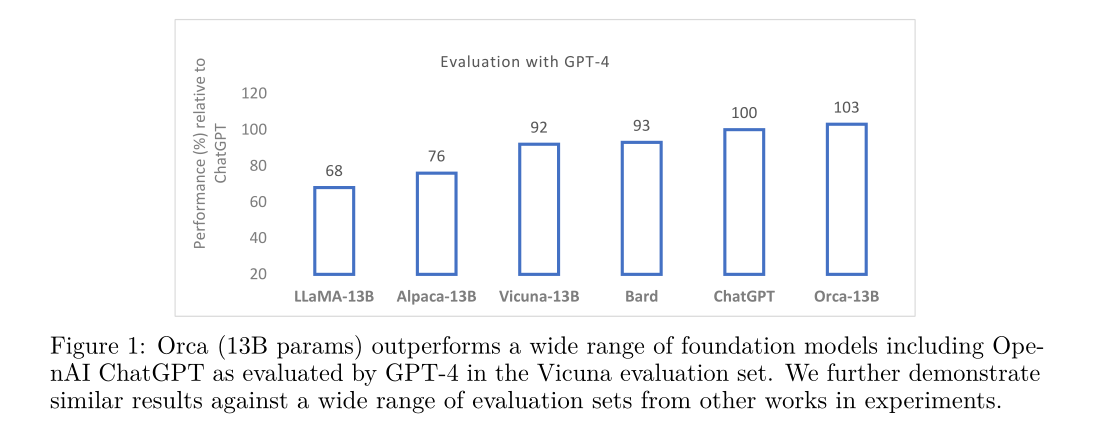 Evaluation with GPT-4
Performance (%) relative to
ChatGPT
120
100
80
60
40
20
68
76
92
93
100
103
LLaMA-13B
Alpaca-13B
Vicuna-13B
Bard
ChatGPT
Orca-13B
Figure 1: Orca (13B params) outperforms a wide range of foundation models including Ope-
nAI ChatGPT as evaluated by GPT-4 in the Vicuna evaluation set. We further demonstrate
similar results against a wide range of evaluation sets from other works in experiments.